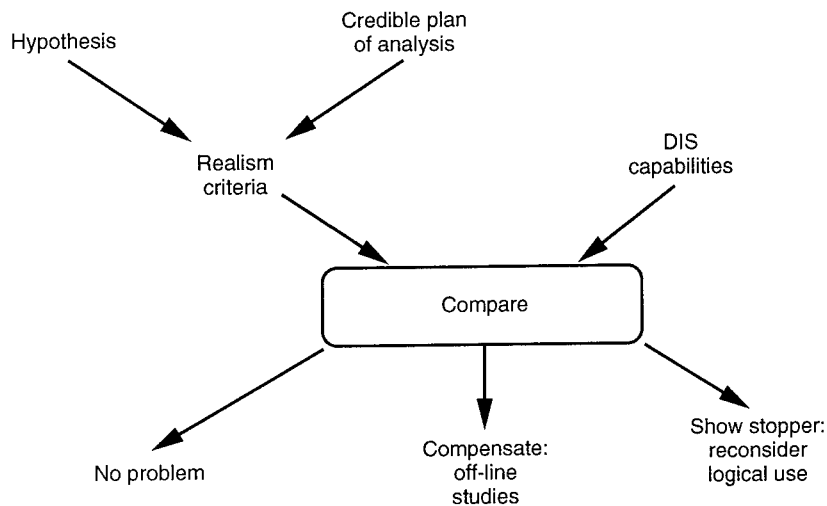 Hypothesis
Credible plan
of analysis
Realism
criteria
DIS
capabilities
Compare
No problem
Compensate:
off-line
studies
Show stopper:
reconsider
logical use